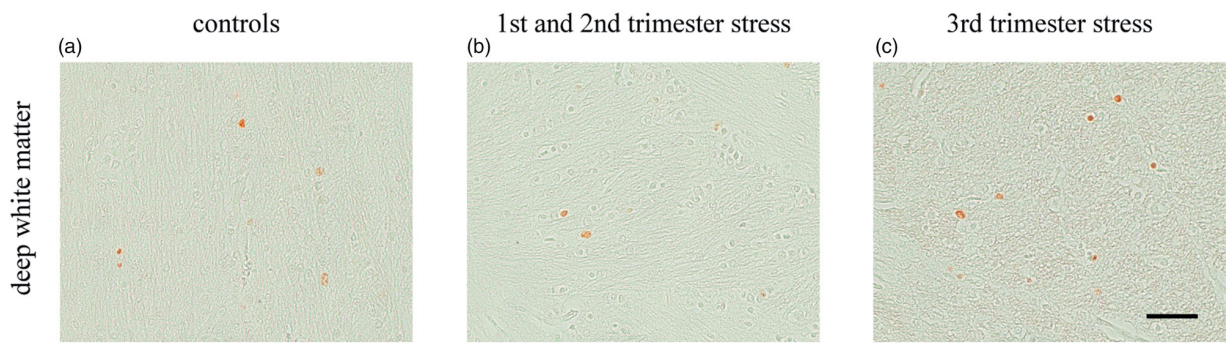 controls
1st and 2nd trimester stress
3rd trimester stress
(a)
(b)
(c)
deep white matter